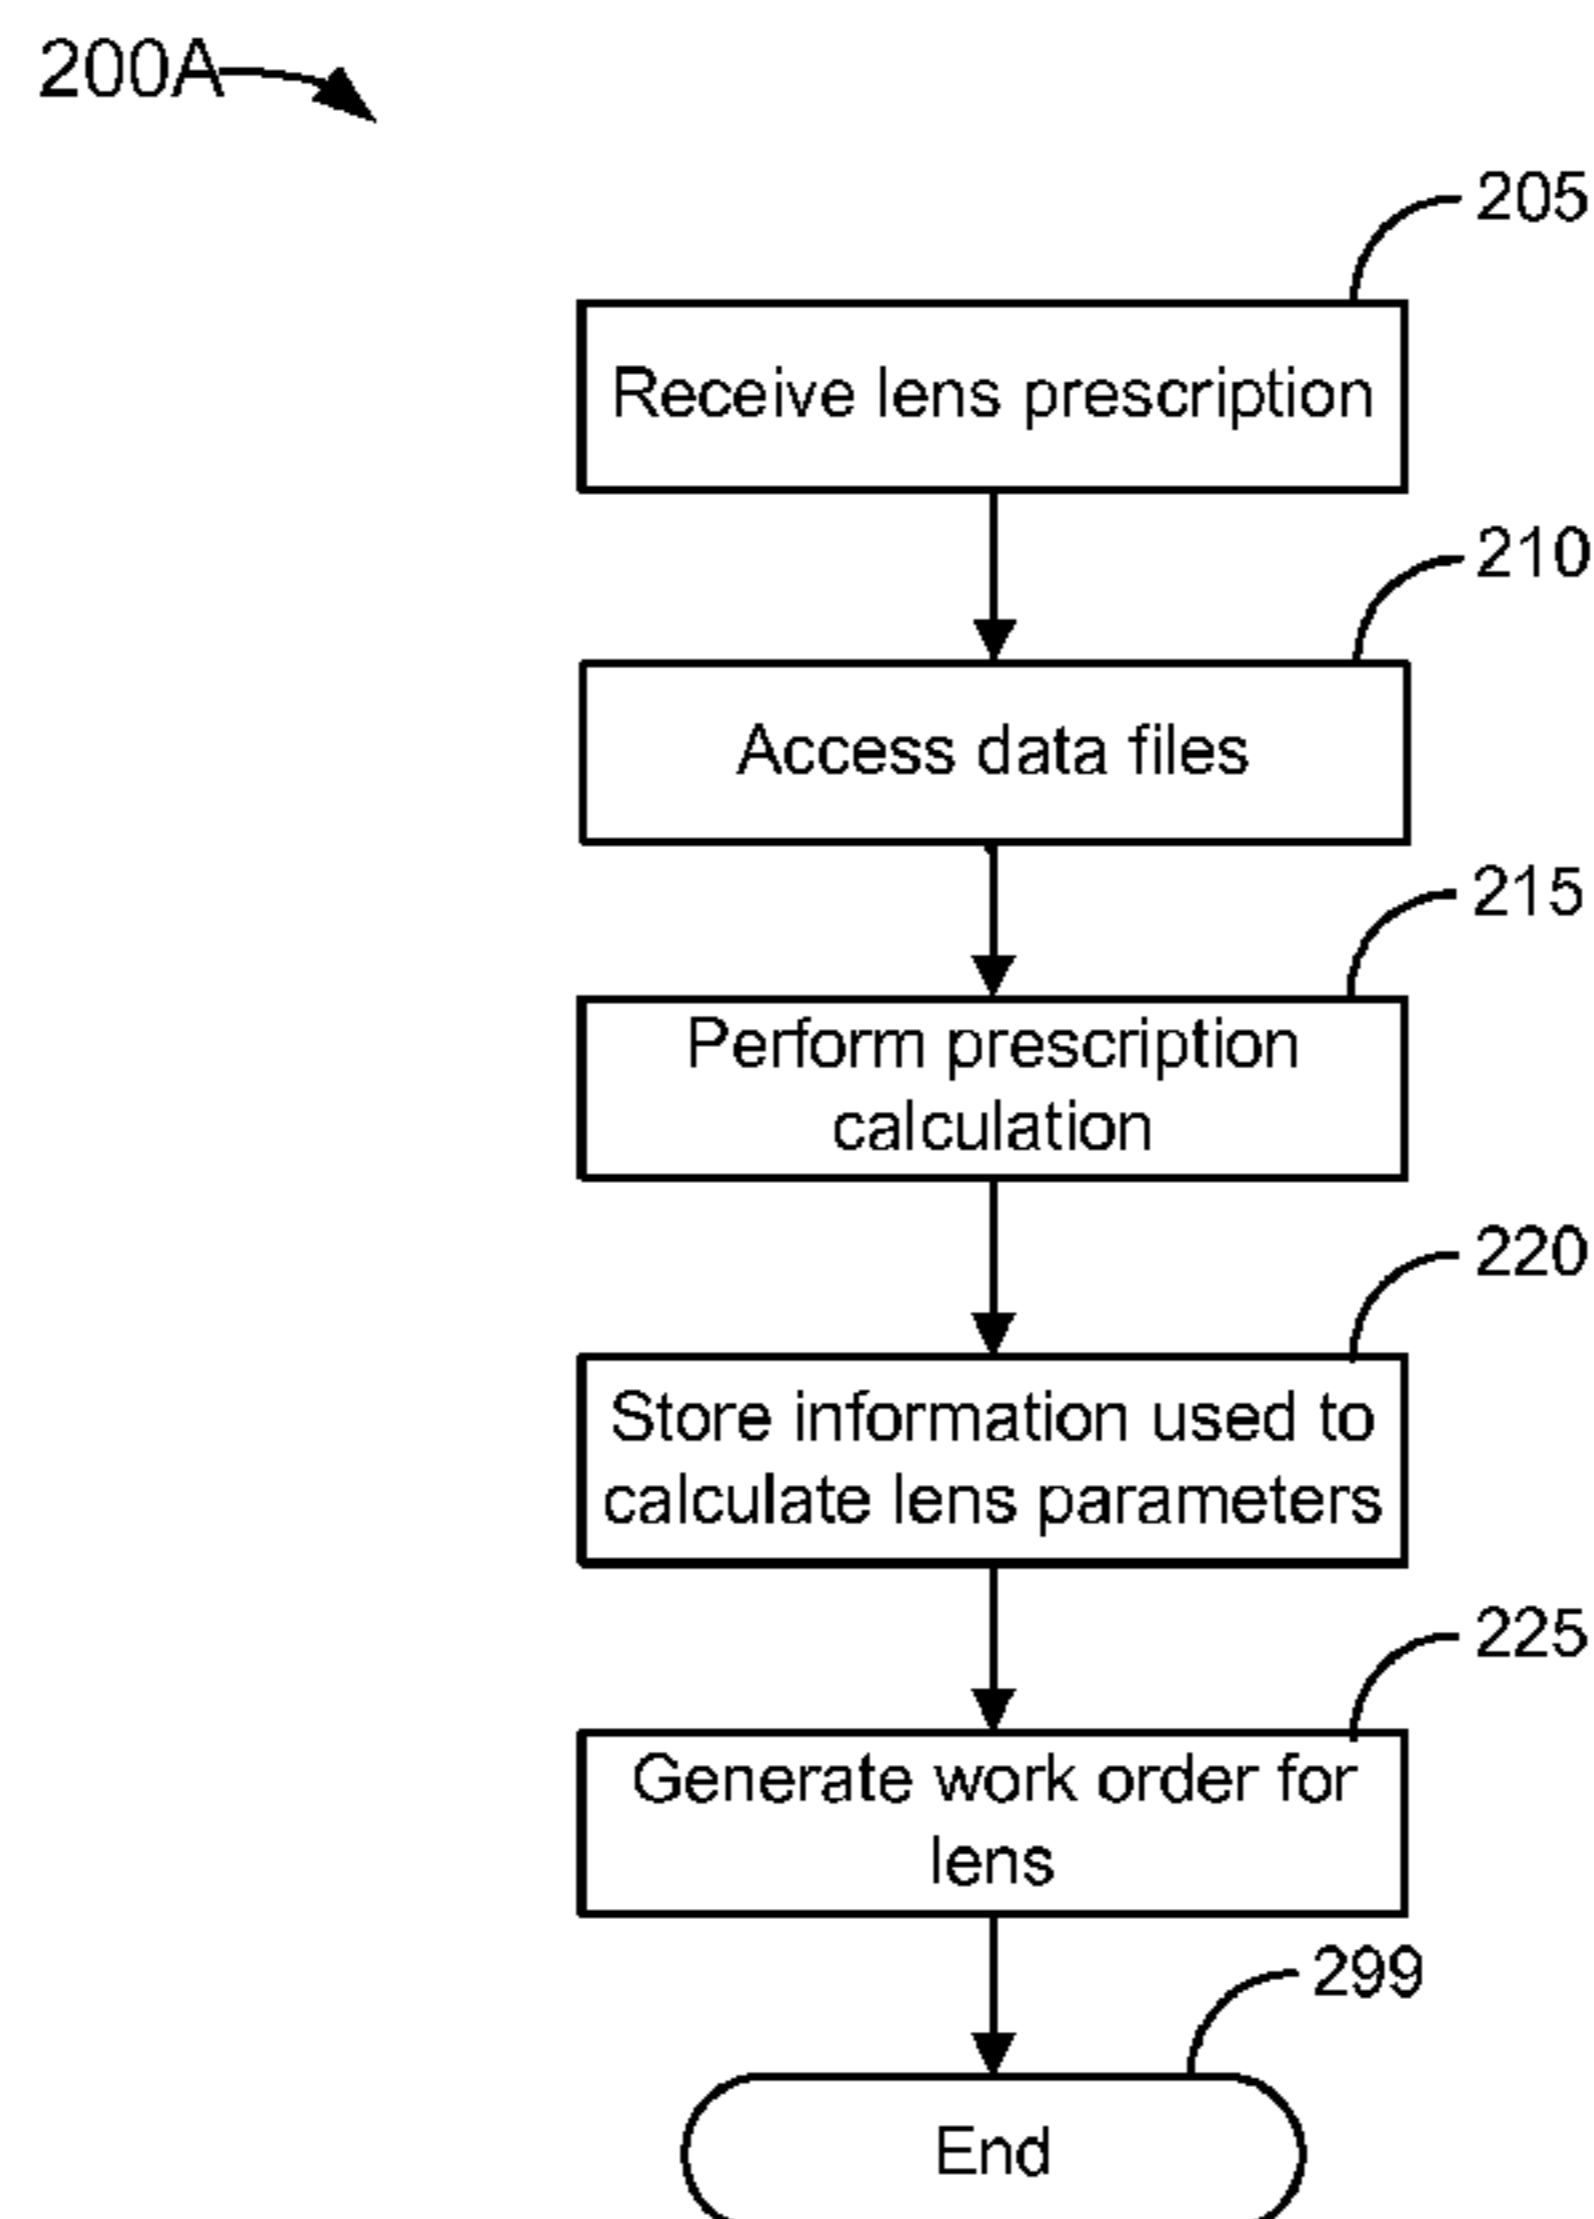 200A
205
Receive lens prescription
210
Access data files
215
Perform prescription
calculation
220
Store information used to
calculate lens parameters
225
Generate work order for
lens
299
End